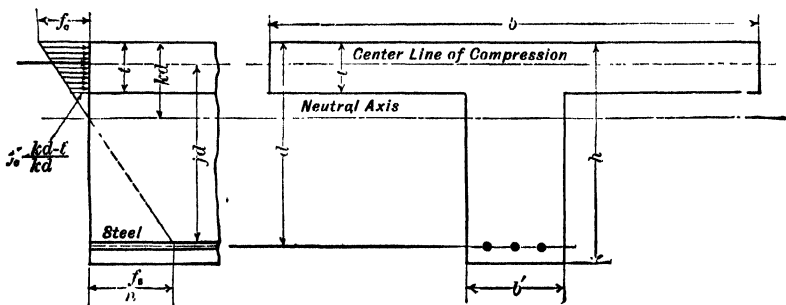 f_c
b
t
kd
Center Line of Compression
t
Neutral Axis
d
h
jd
f_c kd-t
kd
Steel
f_s
n
b'